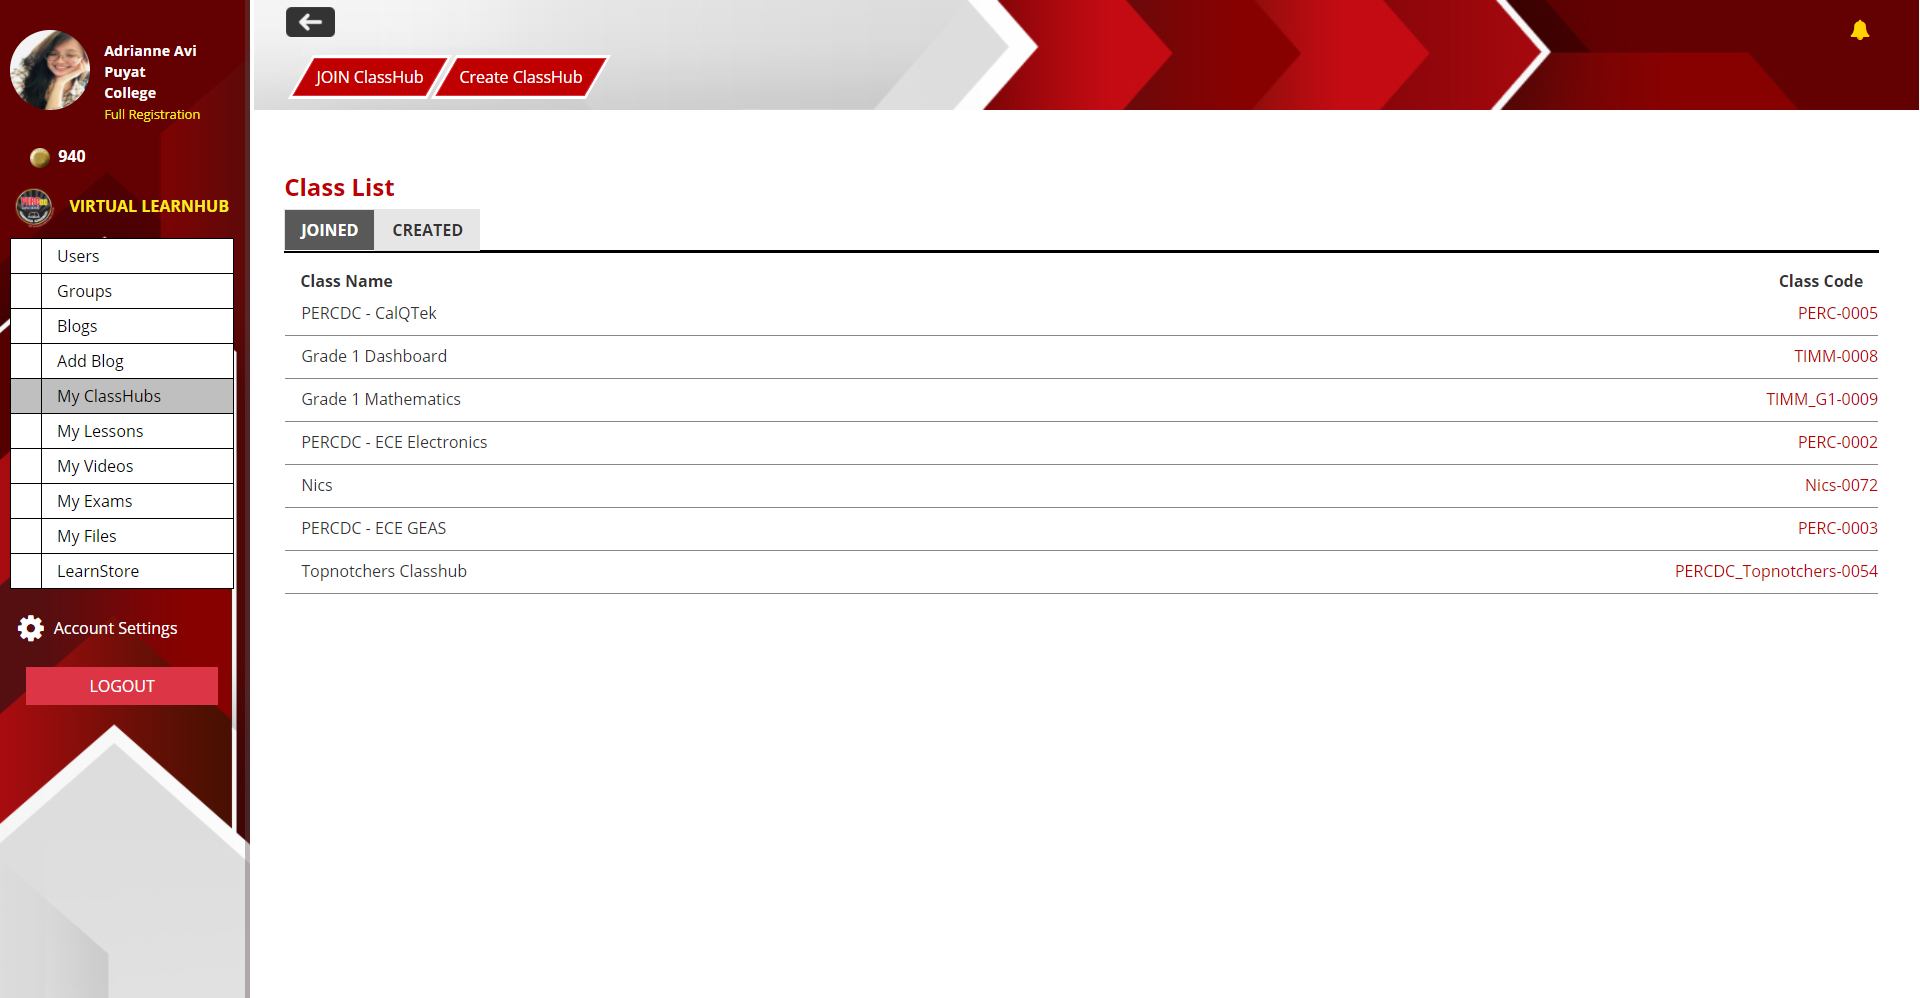 Adrianne Avi
Puyat
College
Full Registration
940
VIRTUAL LEARNHUB
Users
Groups
Blogs
Add Blog
My ClassHubs
My Lessons
My Videos
My Exams
My Files
LearnStore
Account Settings
LOGOUT
JOIN ClassHub
Create ClassHub
Class List
JOINED
CREATED
Class Name Class Code
PERCDC - CalQTek PERC-0005
Grade 1 Dashboard TIMM-0008
Grade 1 Mathematics TIMM_G1-0009
PERCDC - ECE Electronics PERC-0002
Nics Nics-0072
PERCDC - ECE GEAS PERC-0003
Topnotchers Classhub PERCDC_Topnotchers-0054